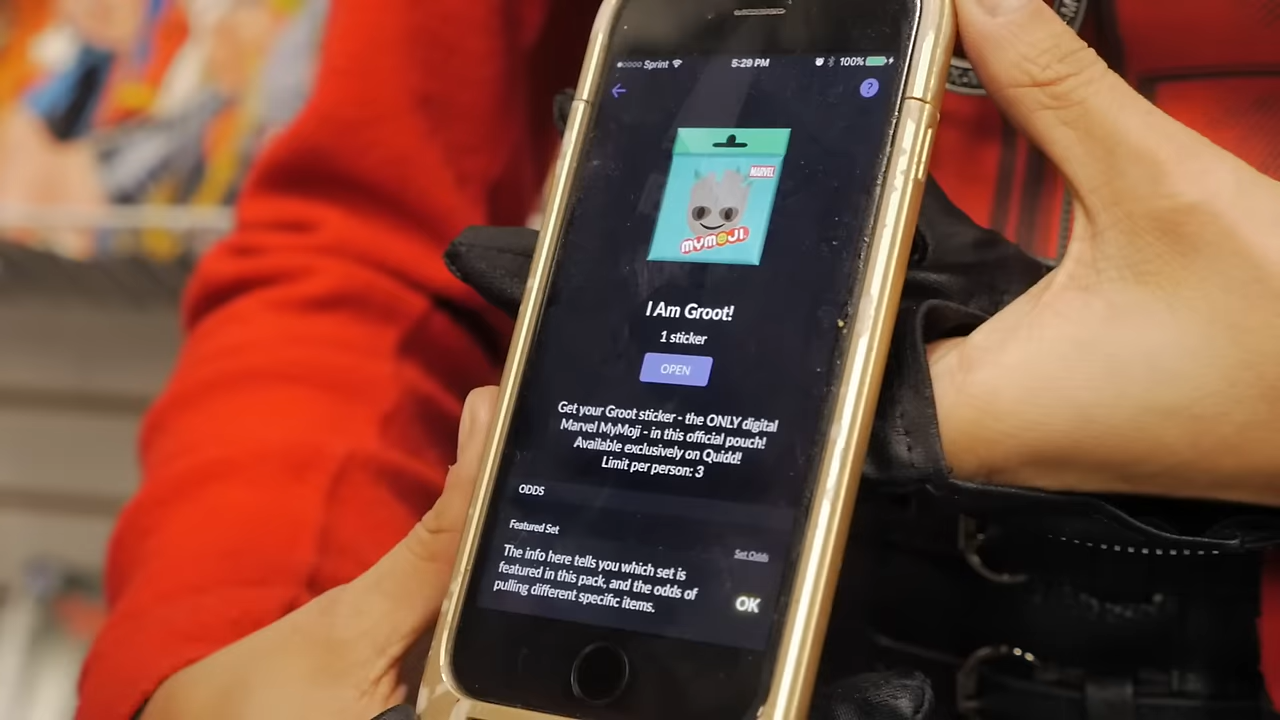 Sprint 5:29 PM 100%
?
MARVEL
MYMOJI
I Am Groot!
1 sticker
OPEN
Get your Groot sticker - the ONLY digital
Marvel MyMoji - in this official pouch!
Available exclusively on Quidd!
Limit per person: 3
ODDS
Featured Set
Set Odds
The info here tells you which set is
featured in this pack, and the odds of
pulling different specific items.
OK